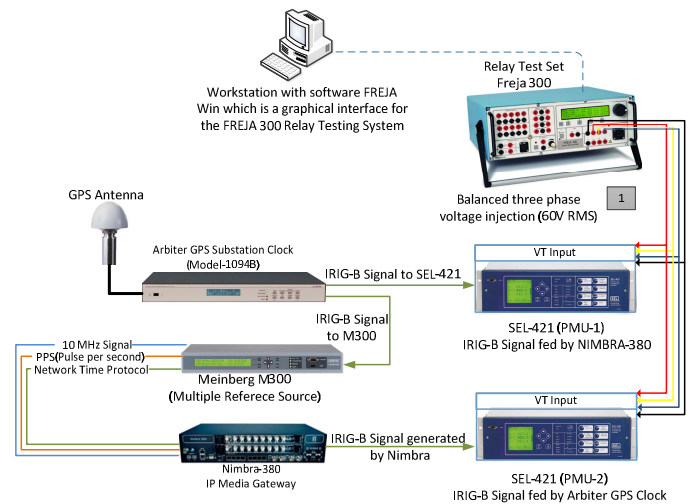 Workstation with software FREJA
Win which is a graphical interface for
the FREJA 300 Relay Testing System
Relay Test Set
Freja 300
Balanced three phase
voltage injection (60V RMS)
1
GPS Antenna
Arbiter GPS Substation Clock
(Model-1094B)
IRIG-B Signal to SEL-421
VT Input
IRIG-B Signal
to M300
SEL-421 (PMU-1)
IRIG-B Signal fed by NIMBRA-380
10 MHz Signal
PPS(Pulse per second)
Network Time Protocol
Meinberg M300
(Multiple Referece Source)
VT Input
IRIG-B Signal generated
by Nimbra
Nimbra-380
IP Media Gateway
SEL-421 (PMU-2)
IRIG-B Signal fed by Arbiter GPS Clock